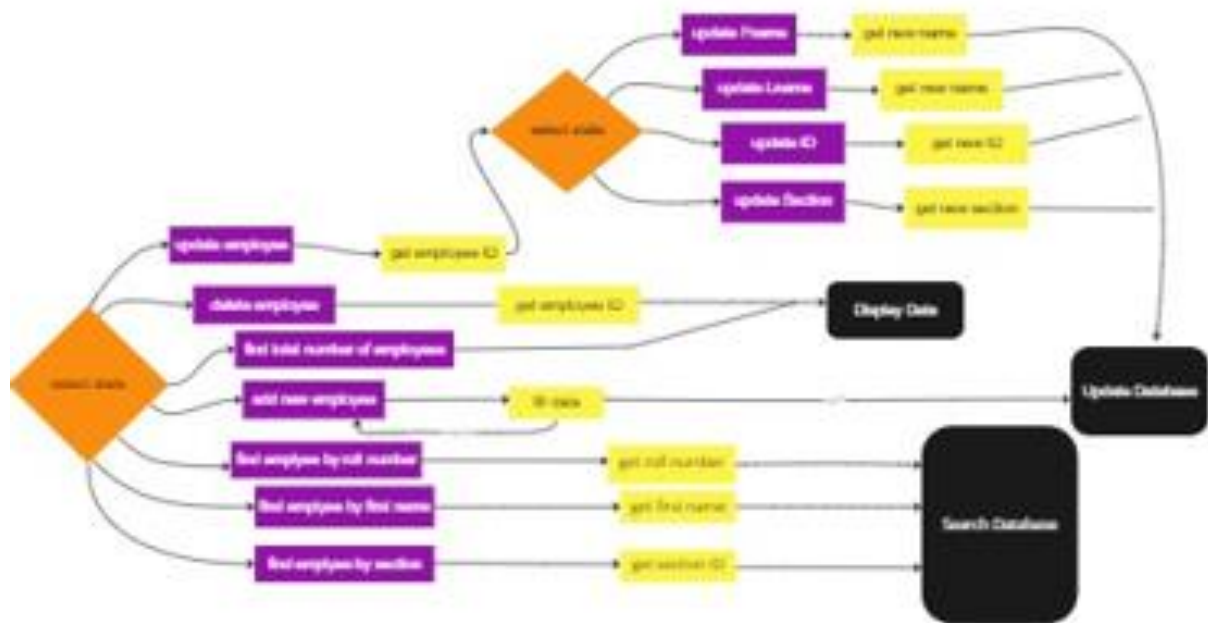 update Fname
get new name
update Lname
get new name
select state
update ID
get new ID
update Section
get new section
update employee
get employee ID
delete employee
get employee ID
Display Data
find total number of employees
select state
add new employee
fill data
Update Database
find emplyee by roll number
get roll number
find emplyee by first name
get first name
Search Database
find emplyee by section
get section ID